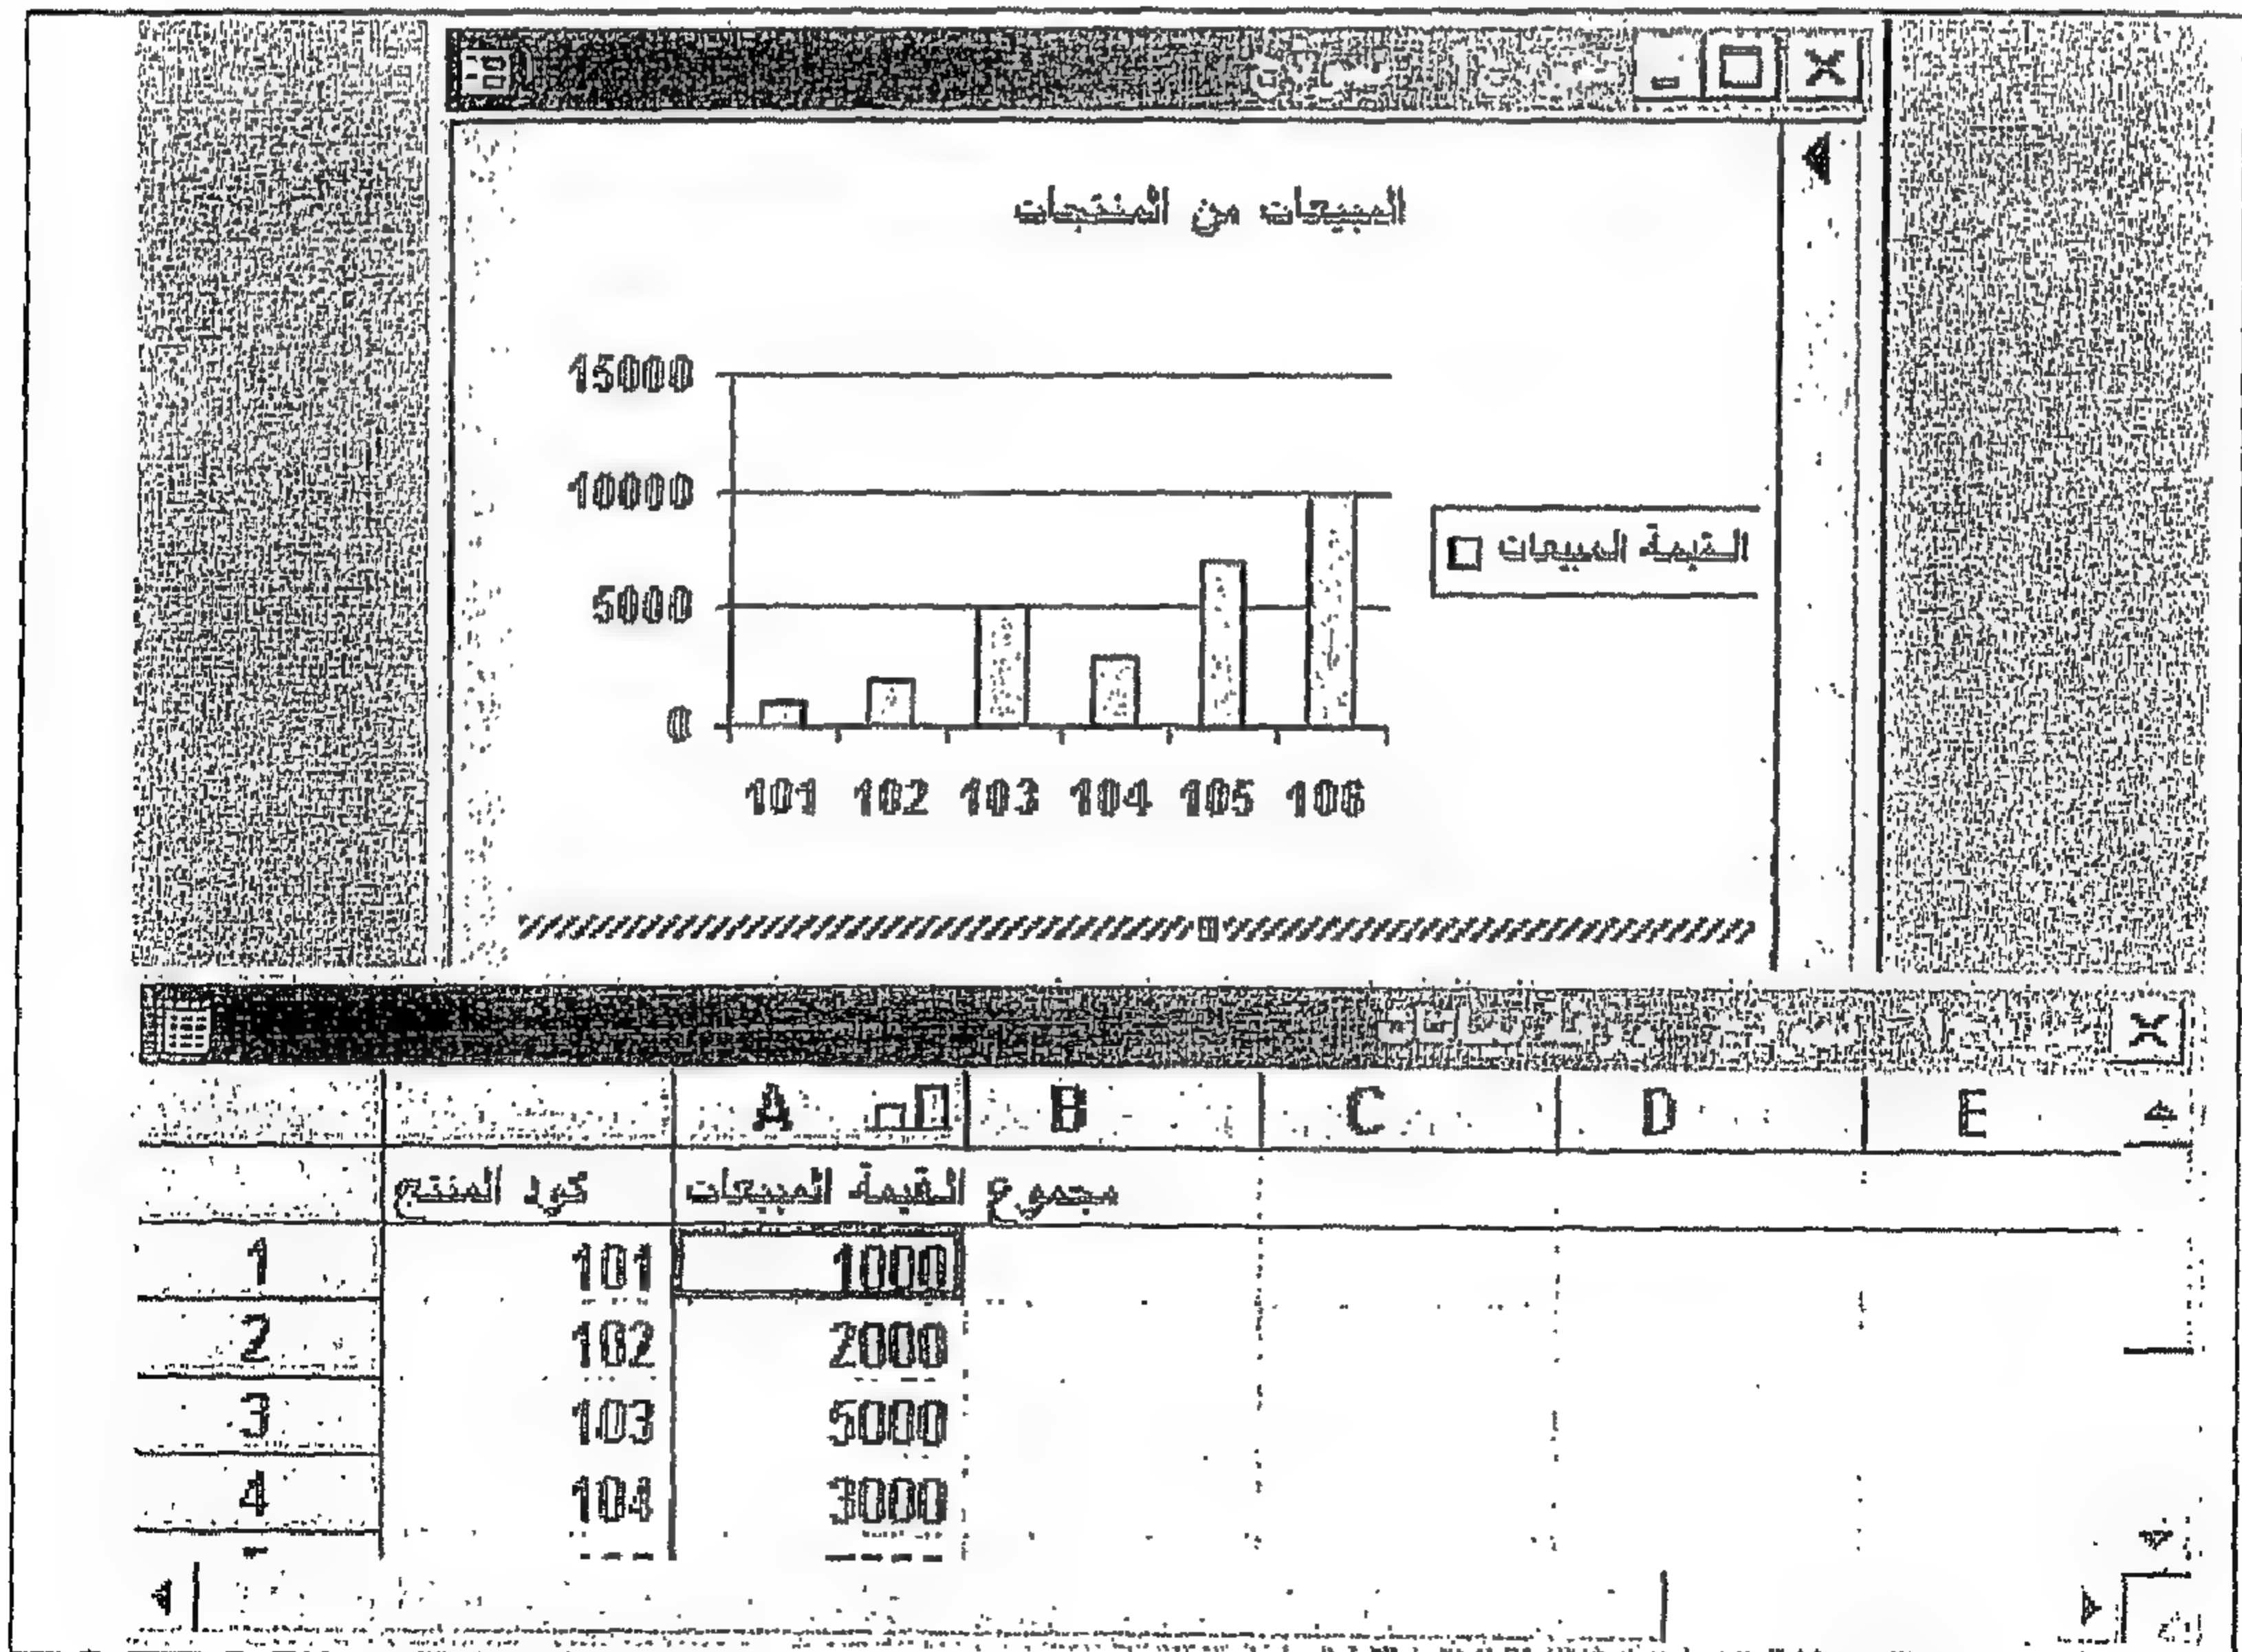 المبيعات من المنتجات
15000
10000
5000
0
القيمة المبيعات
101 102 103 104 105 106
A B C D E
كود المنتج مجموع القيمة المبيعات
1 101 1000
2 102 2000
3 103 5000
4 104 3000